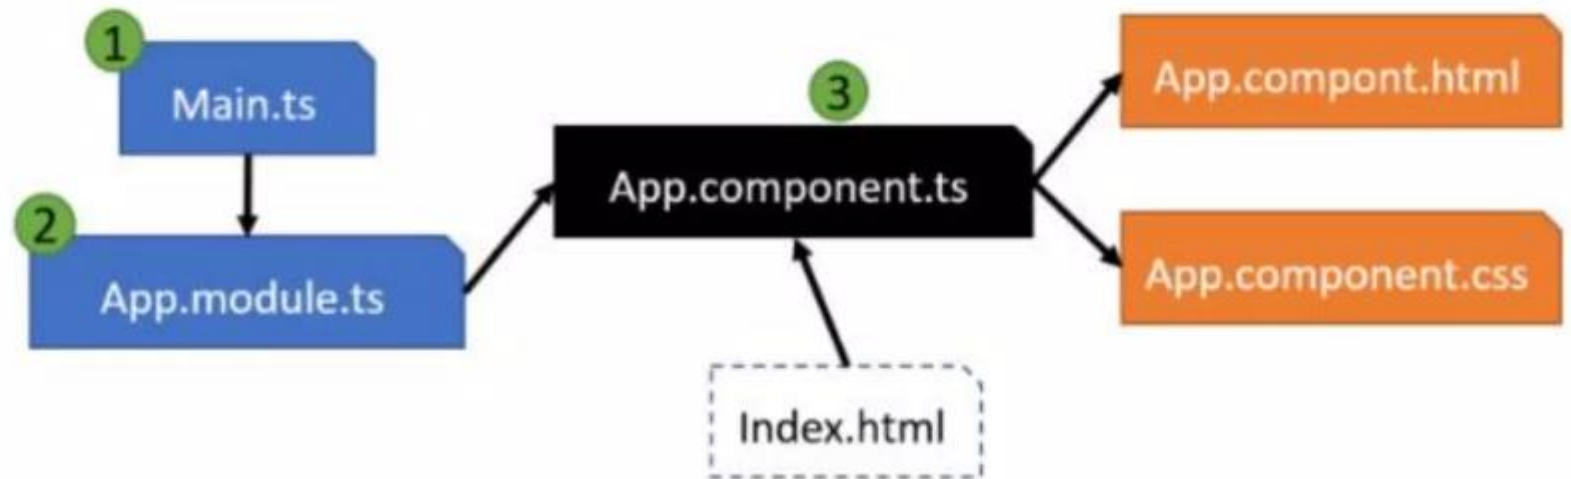 1
Main.ts
2
App.module.ts
3
App.component.ts
App.compont.html
App.component.css
Index.html